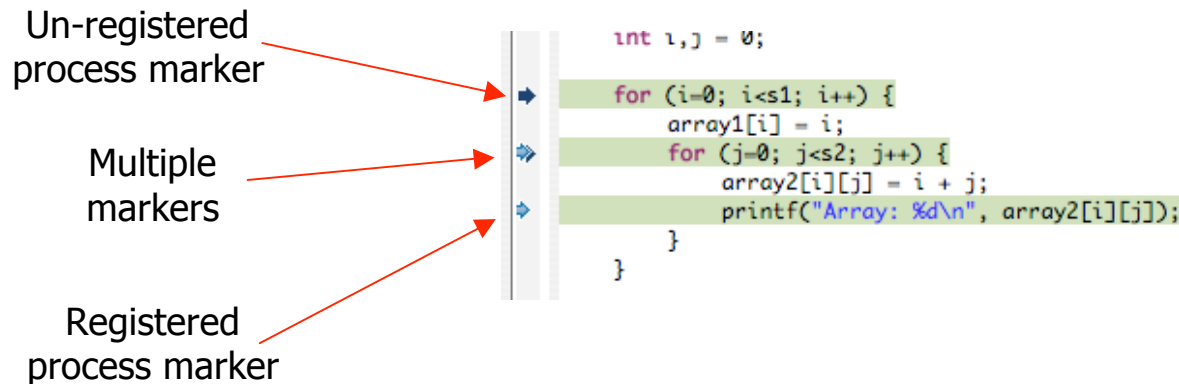 Un-registered
process marker
Multiple
markers
Registered
process marker
int i,j = 0;
for (i=0; i<s1; i++) {
array1[i] = i;
for (j=0; j<s2; j++) {
array2[i][j] = i + j;
printf("Array: %d\n", array2[i][j]);
}
}